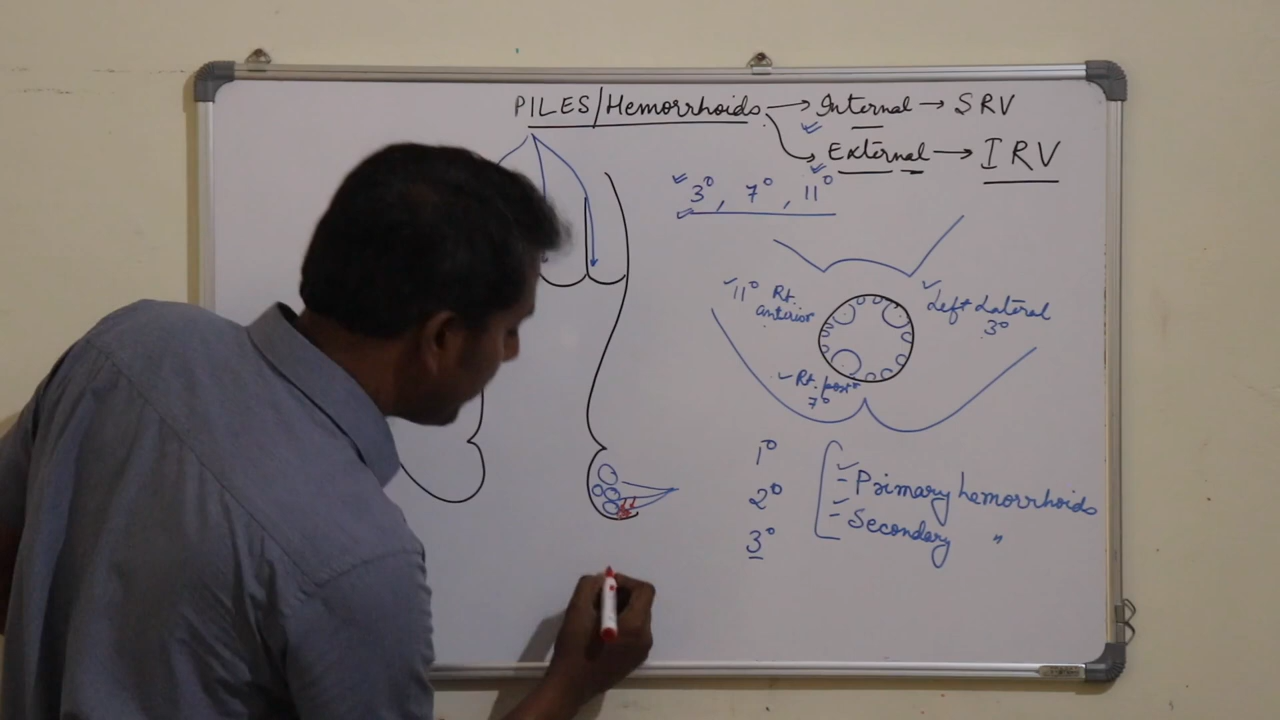 PILES/Hemorrhoids → Internal → SRV
External → IRV
3°, 7°, 11°
11° Rt. anterior
Left Lateral 3°
Rt. postr 7°
1°
2°
3°
- Primary hemorrhoids
- Secondary "